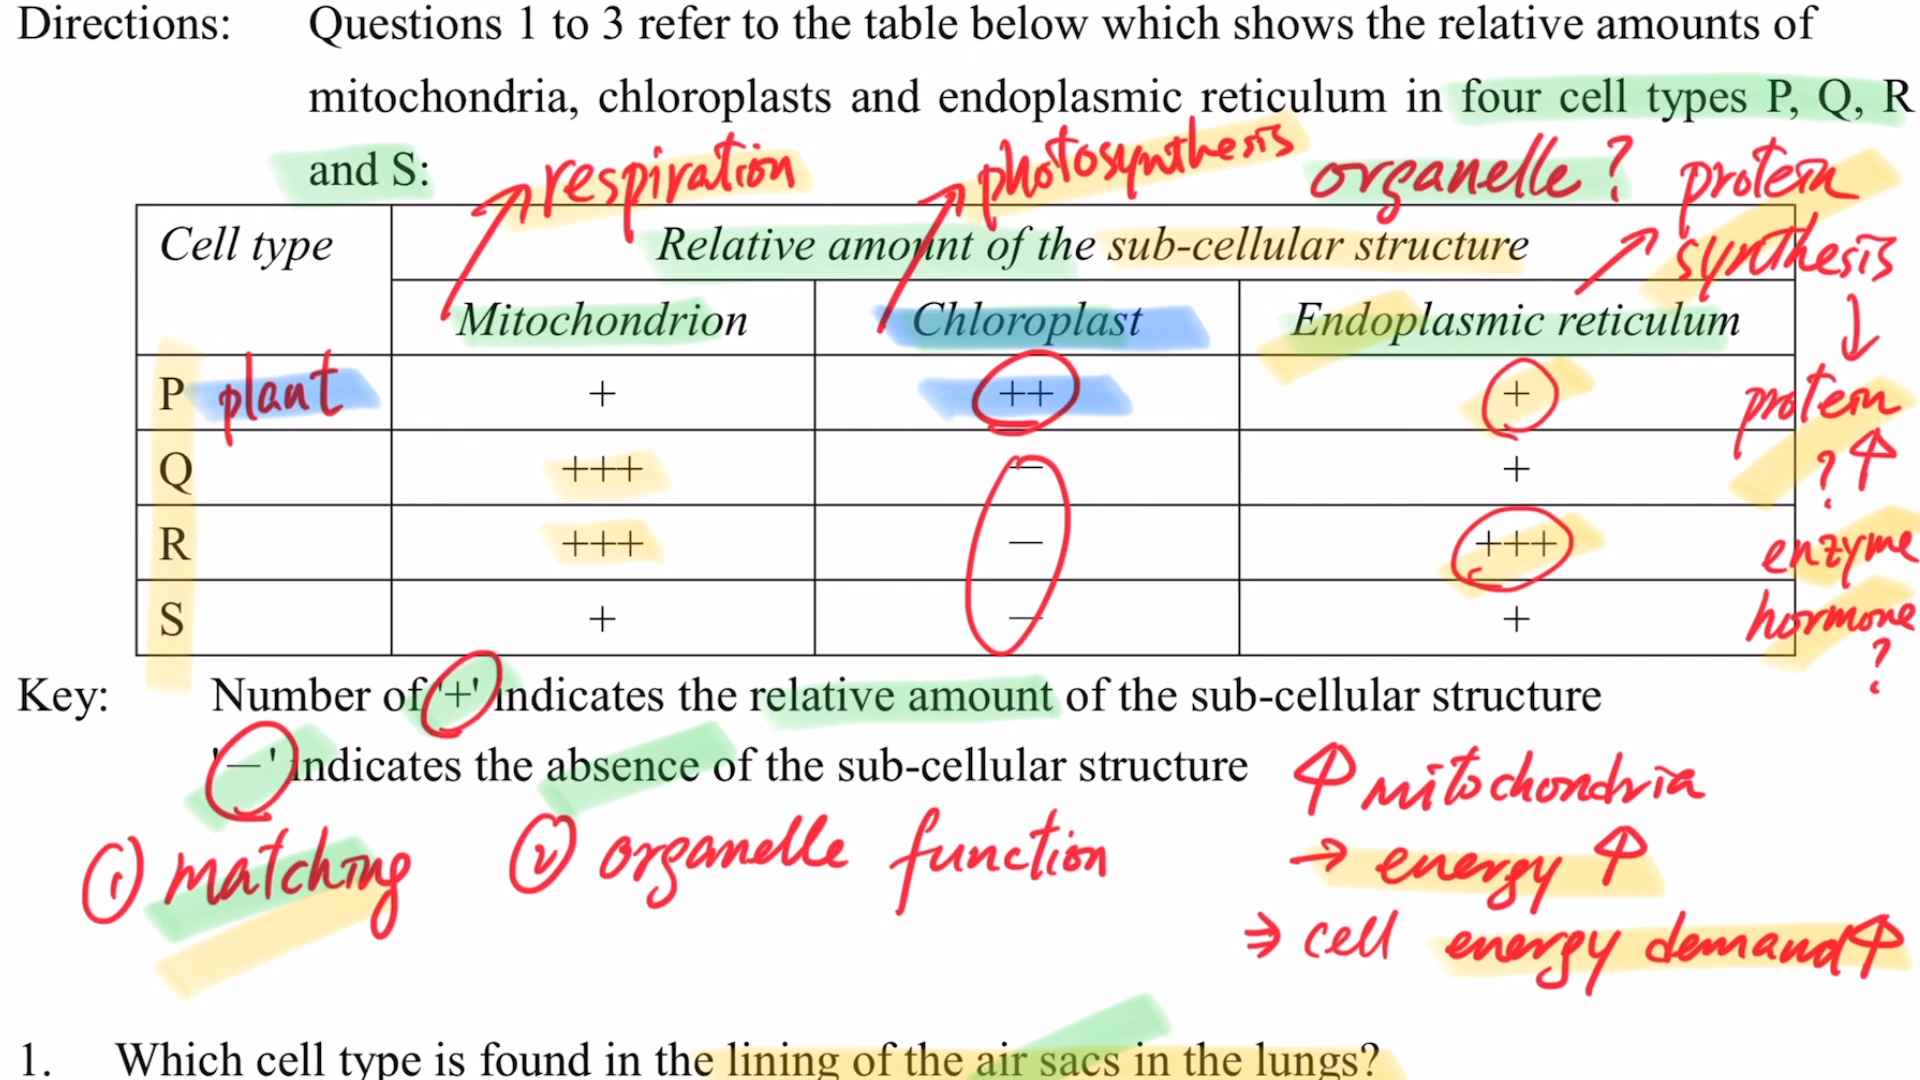 Directions: Questions 1 to 3 refer to the table below which shows the relative amounts of
mitochondria, chloroplasts and endoplasmic reticulum in four cell types P, Q, R
and S:
respiration
photosynthesis
organelle?
protein
synthesis
Cell type
Relative amount of the sub-cellular structure
Mitochondrion Chloroplast Endoplasmic reticulum
P plant + ++ +
protein
? ↑
Q +++ — +
R +++ — +++
enzyme
S + — +
hormone
?
Key: Number of '+' indicates the relative amount of the sub-cellular structure
'—' indicates the absence of the sub-cellular structure
↑ mitochondria
→ energy ↑
⇒ cell energy demand ↑
① matching
② organelle function
1. Which cell type is found in the lining of the air sacs in the lungs?